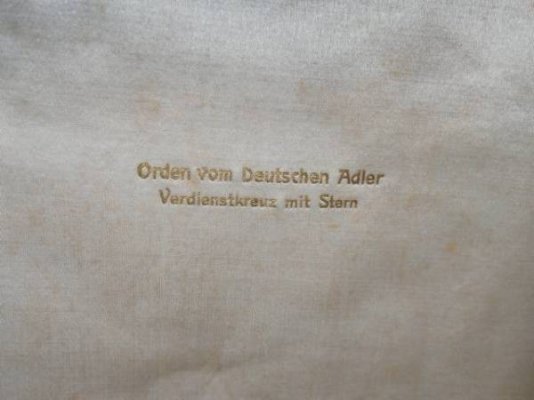 Orden vom Deutschen Adler
Verdienstkreuz mit Stern